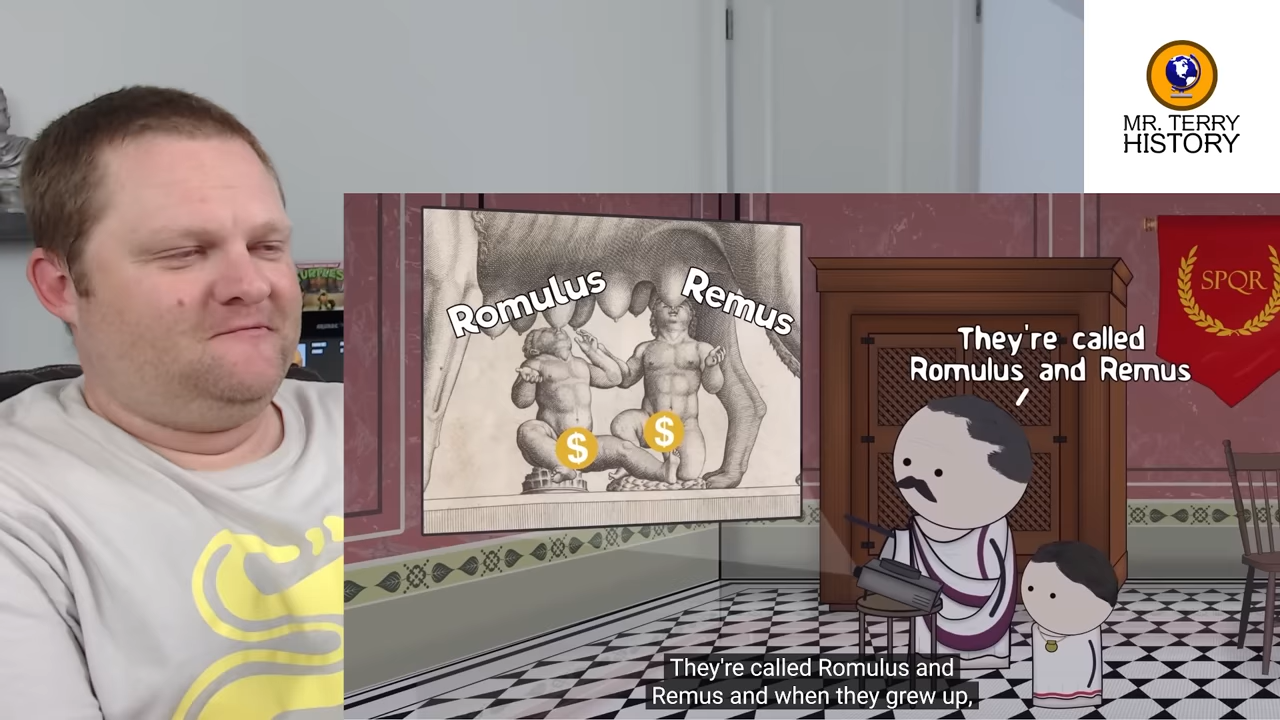 MR. TERRY
HISTORY
TURTLES
Romulus
Remus
$
$
SPQR
They're called
Romulus and Remus
They're called Romulus and
Remus and when they grew up,